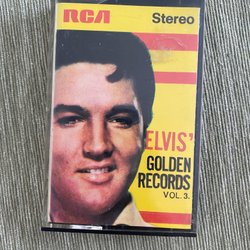 RCA Stereo
ELVIS'
GOLDEN
RECORDS
VOL. 3.